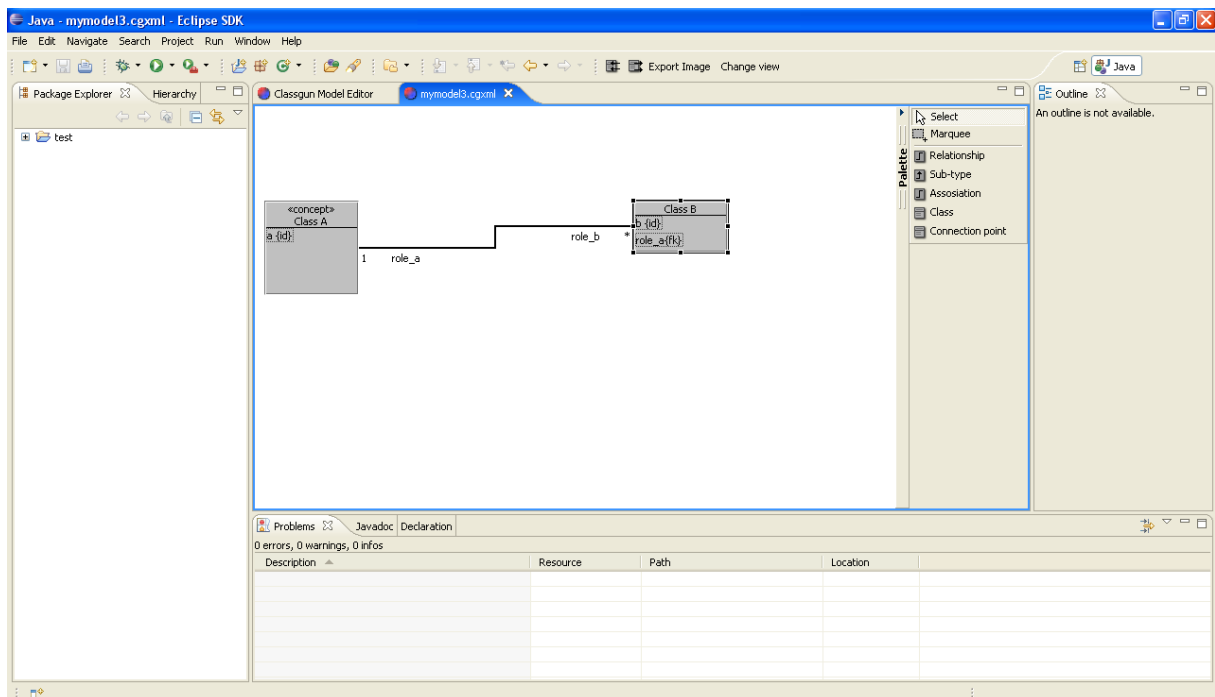 Java - mymodel3.cgxml - Eclipse SDK
File Edit Navigate Search Project Run Window Help
Export Image Change view
Java
Package Explorer Hierarchy
test
Classgun Model Editor mymodel3.cgxml
Outline
An outline is not available.
Palette
Select
Marquee
Relationship
Sub-type
Assosiation
Class
Connection point
«concept»
Class A
a {id}
1 role_a
role_b *
Class B
b {id}
role_a{fk}
Problems Javadoc Declaration
0 errors, 0 warnings, 0 infos
Description Resource Path Location